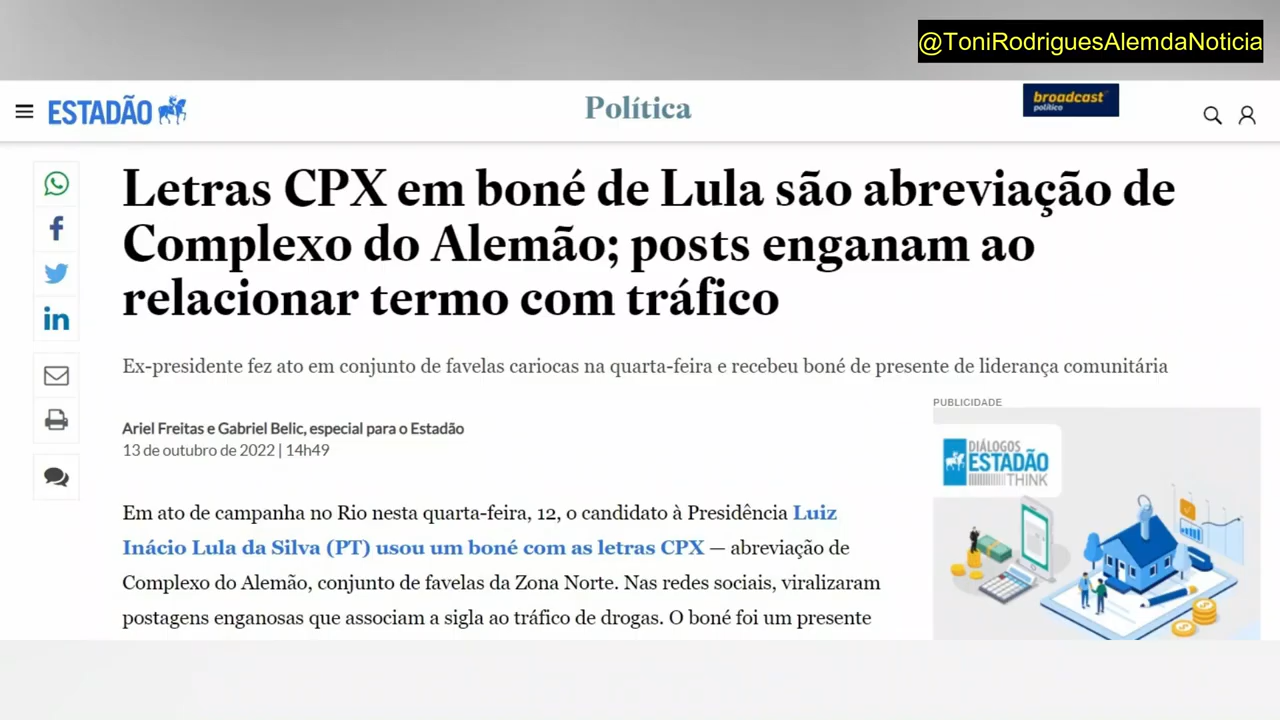 @ToniRodriguesAlemdaNoticia
ESTADÃO
Política
broadcast
político
Letras CPX em boné de Lula são abreviação de
Complexo do Alemão; posts enganam ao
relacionar termo com tráfico
Ex-presidente fez ato em conjunto de favelas cariocas na quarta-feira e recebeu boné de presente de liderança comunitária
Ariel Freitas e Gabriel Belic, especial para o Estadão
13 de outubro de 2022 | 14h49
PUBLICIDADE
DIÁLOGOS
ESTADÃO
THINK
Em ato de campanha no Rio nesta quarta-feira, 12, o candidato à Presidência Luiz
Inácio Lula da Silva (PT) usou um boné com as letras CPX — abreviação de
Complexo do Alemão, conjunto de favelas da Zona Norte. Nas redes sociais, viralizaram
postagens enganosas que associam a sigla ao tráfico de drogas. O boné foi um presente